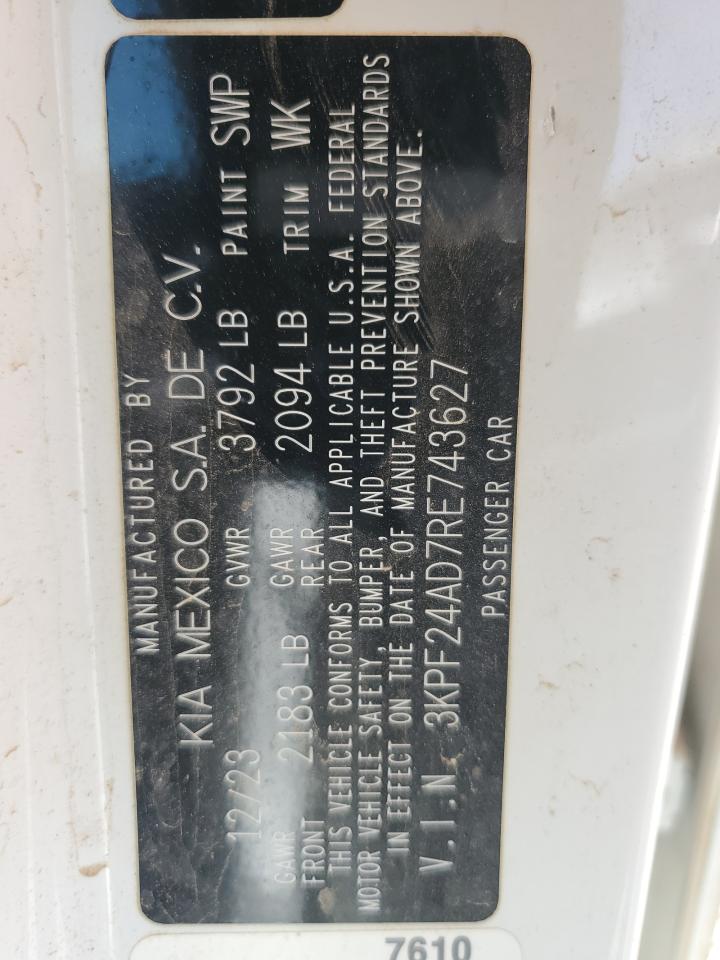 MANUFACTURED BY
KIA MEXICO S.A. DE C.V.
12/23 GVWR 3792 LB PAINT SWP
GAWR FRONT 2183 LB GAWR REAR 2094 LB TRIM WK
THIS VEHICLE CONFORMS TO ALL APPLICABLE U.S.A. FEDERAL
MOTOR VEHICLE SAFETY, BUMPER, AND THEFT PREVENTION STANDARDS
IN EFFECT ON THE DATE OF MANUFACTURE SHOWN ABOVE.
V.I.N 3KPF24AD7RE743627
PASSENGER CAR
7610